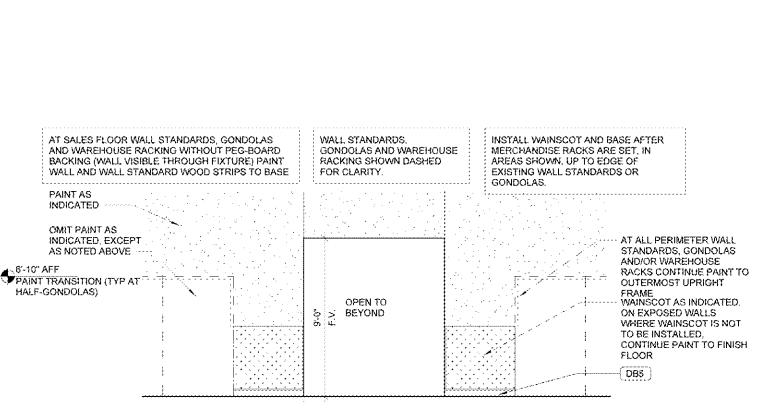 AT SALES FLOOR WALL STANDARDS, GONDOLAS
AND WAREHOUSE RACKING WITHOUT PEG-BOARD
BACKING (WALL VISIBLE THROUGH FIXTURE) PAINT
WALL AND WALL STANDARD WOOD STRIPS TO BASE
WALL STANDARDS,
GONDOLAS AND WAREHOUSE
RACKING SHOWN DASHED
FOR CLARITY.
INSTALL WAINSCOT AND BASE AFTER
MERCHANDISE RACKS ARE SET, IN
AREAS SHOWN, UP TO EDGE OF
EXISTING WALL STANDARDS OR
GONDOLAS.
PAINT AS
INDICATED
OMIT PAINT AS
INDICATED, EXCEPT
AS NOTED ABOVE
6'-10" AFF
PAINT TRANSITION (TYP AT
HALF-GONDOLAS)
9'-0"
F.V.
OPEN TO
BEYOND
AT ALL PERIMETER WALL
STANDARDS, GONDOLAS
AND/OR WAREHOUSE
RACKS CONTINUE PAINT TO
OUTERMOST UPRIGHT
FRAME
WAINSCOT AS INDICATED.
ON EXPOSED WALLS
WHERE WAINSCOT IS NOT
TO BE INSTALLED,
CONTINUE PAINT TO FINISH
FLOOR
DB5